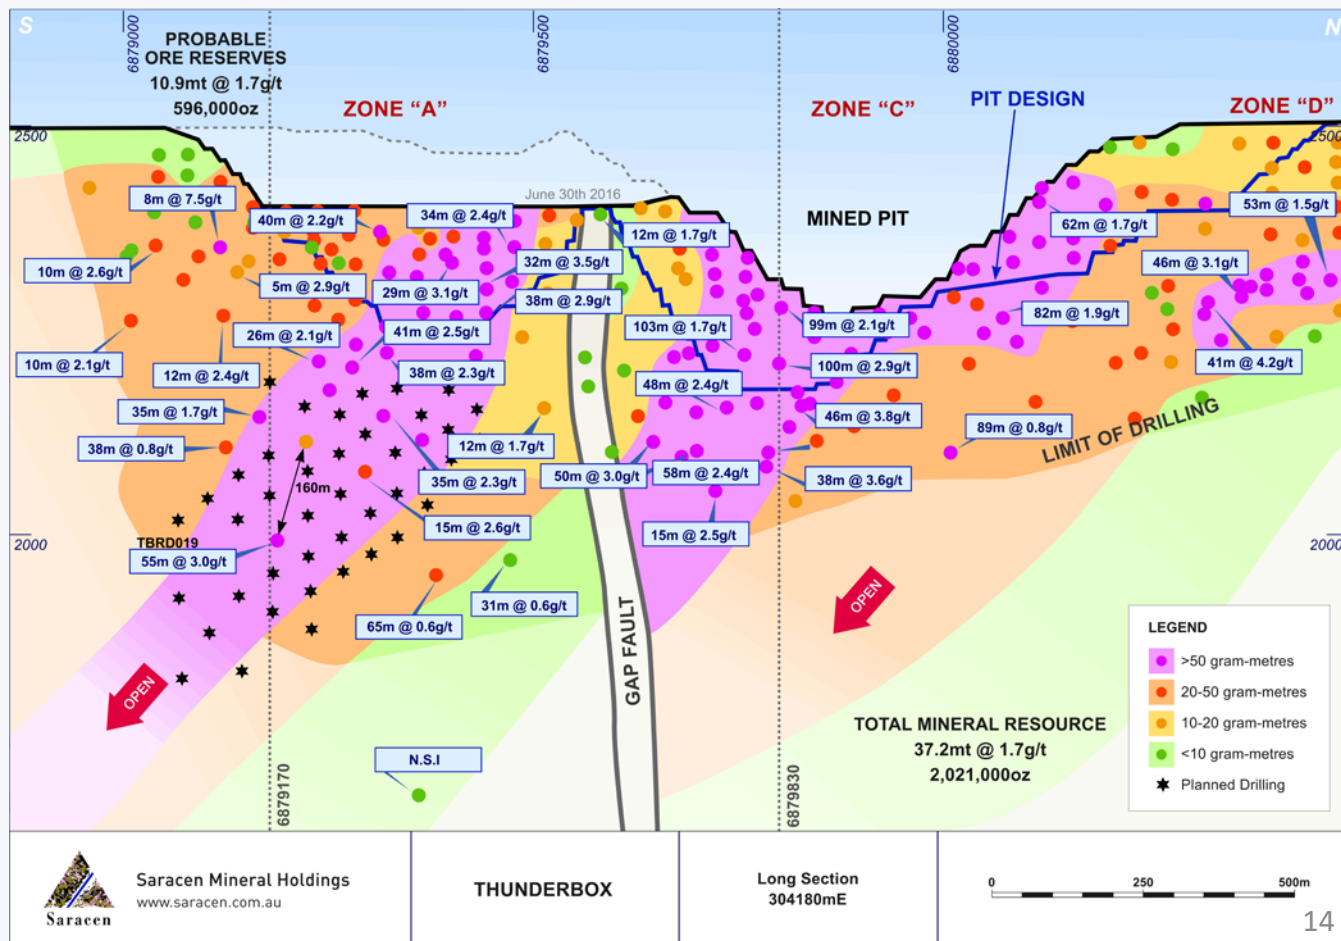 S
6879000
6879500
6880000
N
PROBABLE
ORE RESERVES
10.9mt @ 1.7g/t
596,000oz
ZONE “A”
ZONE “C”
PIT DESIGN
ZONE “D”
2500
2500
June 30th 2016
MINED PIT
8m @ 7.5g/t
40m @ 2.2g/t
34m @ 2.4g/t
12m @ 1.7g/t
62m @ 1.7g/t
53m @ 1.5g/t
10m @ 2.6g/t
5m @ 2.9g/t
29m @ 3.1g/t
32m @ 3.5g/t
46m @ 3.1g/t
38m @ 2.9g/t
26m @ 2.1g/t
41m @ 2.5g/t
103m @ 1.7g/t
99m @ 2.1g/t
82m @ 1.9g/t
10m @ 2.1g/t
12m @ 2.4g/t
38m @ 2.3g/t
100m @ 2.9g/t
41m @ 4.2g/t
35m @ 1.7g/t
48m @ 2.4g/t
46m @ 3.8g/t
38m @ 0.8g/t
12m @ 1.7g/t
89m @ 0.8g/t
LIMIT OF DRILLING
160m
35m @ 2.3g/t
50m @ 3.0g/t
58m @ 2.4g/t
38m @ 3.6g/t
15m @ 2.6g/t
15m @ 2.5g/t
2000
2000
TBRD019
55m @ 3.0g/t
31m @ 0.6g/t
65m @ 0.6g/t
OPEN
OPEN
GAP FAULT
N.S.I
6879170
6879830
TOTAL MINERAL RESOURCE
37.2mt @ 1.7g/t
2,021,000oz
LEGEND
>50 gram-metres
20-50 gram-metres
10-20 gram-metres
<10 gram-metres
Planned Drilling
Saracen
Saracen Mineral Holdings
www.saracen.com.au
THUNDERBOX
Long Section
304180mE
0
250
500m
14